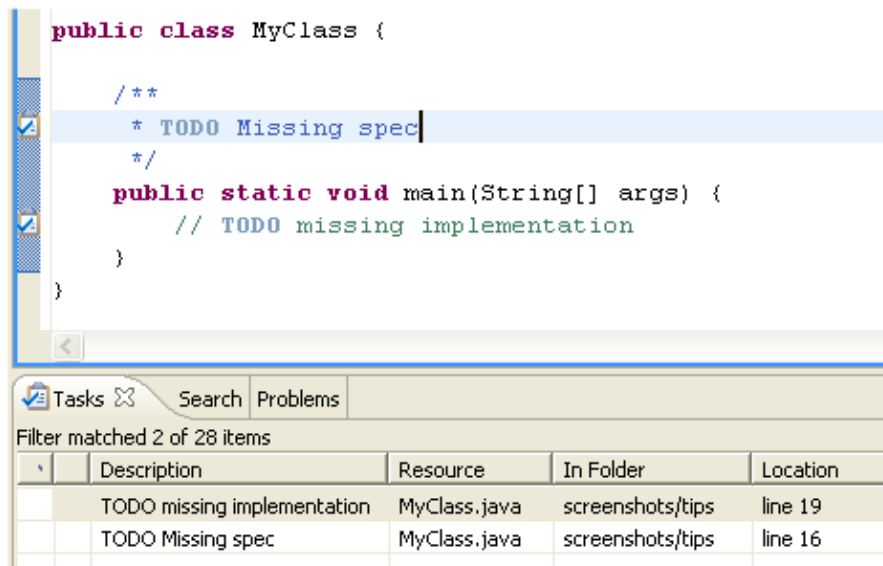 public class MyClass {
/**
* TODO Missing spec
*/
public static void main(String[] args) {
// TODO missing implementation
}
}
Tasks Search Problems
Filter matched 2 of 28 items
Description Resource In Folder Location
TODO missing implementation MyClass.java screenshots/tips line 19
TODO Missing spec MyClass.java screenshots/tips line 16